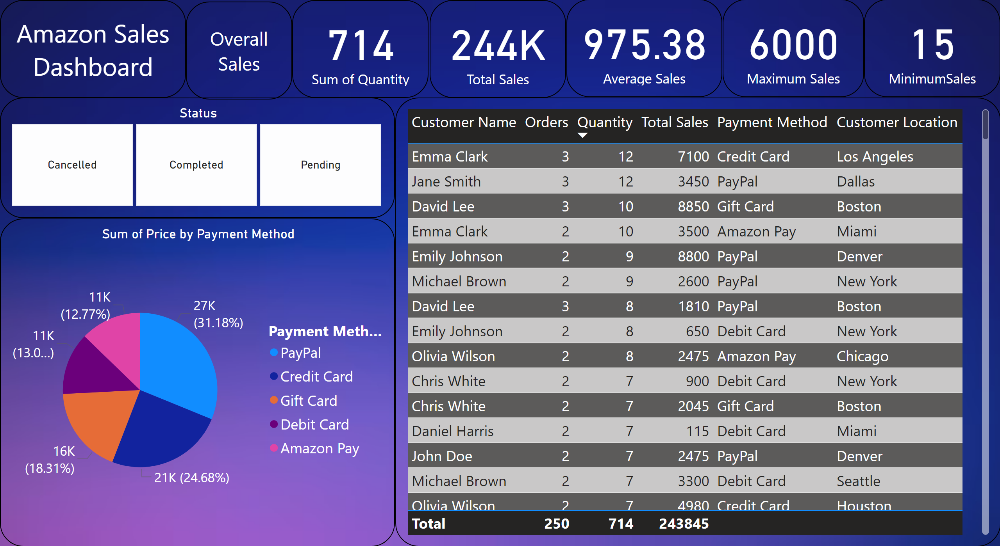 Amazon Sales
Dashboard
Overall
Sales
714
Sum of Quantity
244K
Total Sales
975.38
Average Sales
6000
Maximum Sales
15
MinimumSales
Status
Cancelled
Completed
Pending
Sum of Price by Payment Method
11K
(12.77%)
27K
(31.18%)
11K
(13.0...)
16K
(18.31%)
21K (24.68%)
Payment Meth...
PayPal
Credit Card
Gift Card
Debit Card
Amazon Pay
Customer Name Orders Quantity Total Sales Payment Method Customer Location
Emma Clark 3 12 7100 Credit Card Los Angeles
Jane Smith 3 12 3450 PayPal Dallas
David Lee 3 10 8850 Gift Card Boston
Emma Clark 2 10 3500 Amazon Pay Miami
Emily Johnson 2 9 8800 PayPal Denver
Michael Brown 2 9 2600 PayPal New York
David Lee 3 8 1810 PayPal Boston
Emily Johnson 2 8 650 Debit Card New York
Olivia Wilson 2 8 2475 Amazon Pay Chicago
Chris White 2 7 900 Debit Card New York
Chris White 2 7 2045 Gift Card Boston
Daniel Harris 2 7 115 Debit Card Miami
John Doe 2 7 2475 PayPal Denver
Michael Brown 2 7 3300 Debit Card Seattle
Olivia Wilson 2 7 4980 Credit Card Houston
Total 250 714 243845